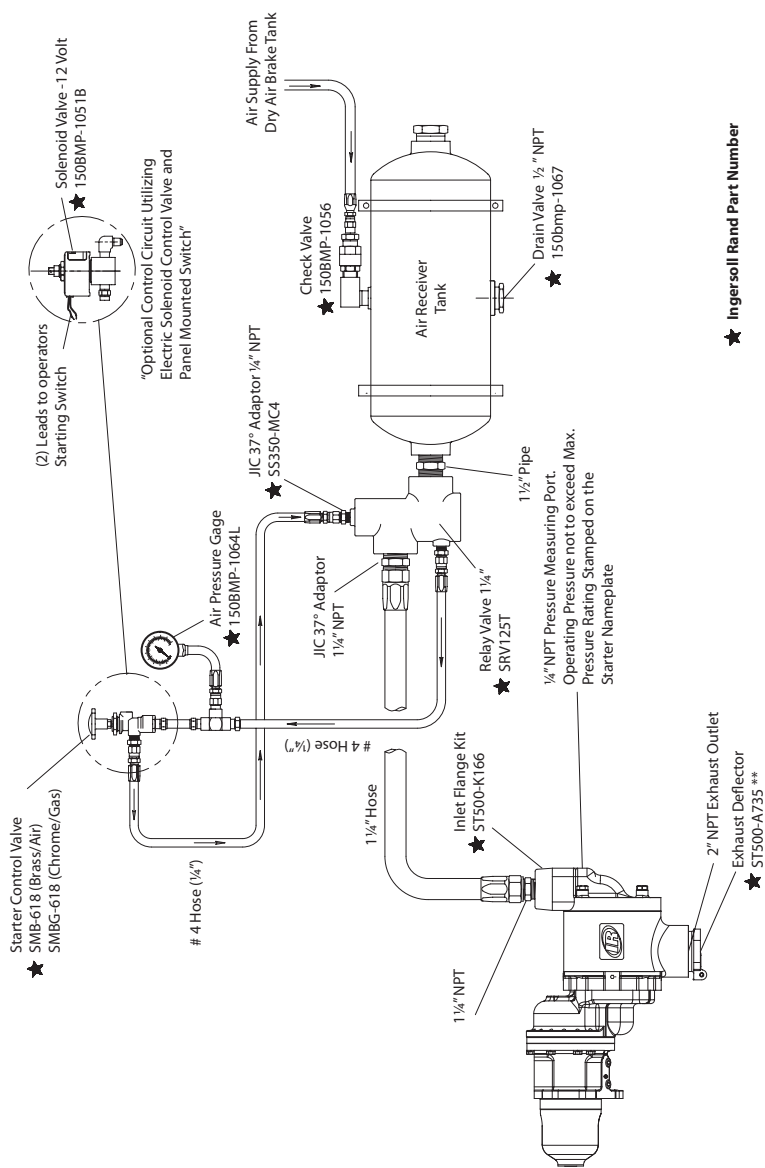 Starter Control Valve
★ SMB-618 (Brass/Air)
SMBG-618 (Chrome/Gas)
(2) Leads to operators
Starting Switch
Solenoid Valve -12 Volt
★ 150BMP-1051B
"Optional Control Circuit Utilizing
Electric Solenoid Control Valve and
Panel Mounted Switch"
Air Pressure Gage
★ 150BMP-1064L
# 4 Hose (¼")
# 4 Hose (¼")
JIC 37° Adaptor ¼" NPT
★ SS350-MC4
Air Supply From
Dry Air Brake Tank
Check Valve
★ 150BMP-1056
JIC 37° Adaptor
1¼" NPT
Air Receiver
Tank
1¼" Hose
Relay Valve 1¼"
★ SRV125T
1½" Pipe
Drain Valve ½ " NPT
★ 150bmp-1067
Inlet Flange Kit
★ ST500-K166
1¼" NPT
¼" NPT Pressure Measuring Port.
Operating Pressure not to exceed Max.
Pressure Rating Stamped on the
Starter Nameplate
IR
2" NPT Exhaust Outlet
Exhaust Deflector
★ ST500-A735 **
★ Ingersoll Rand Part Number